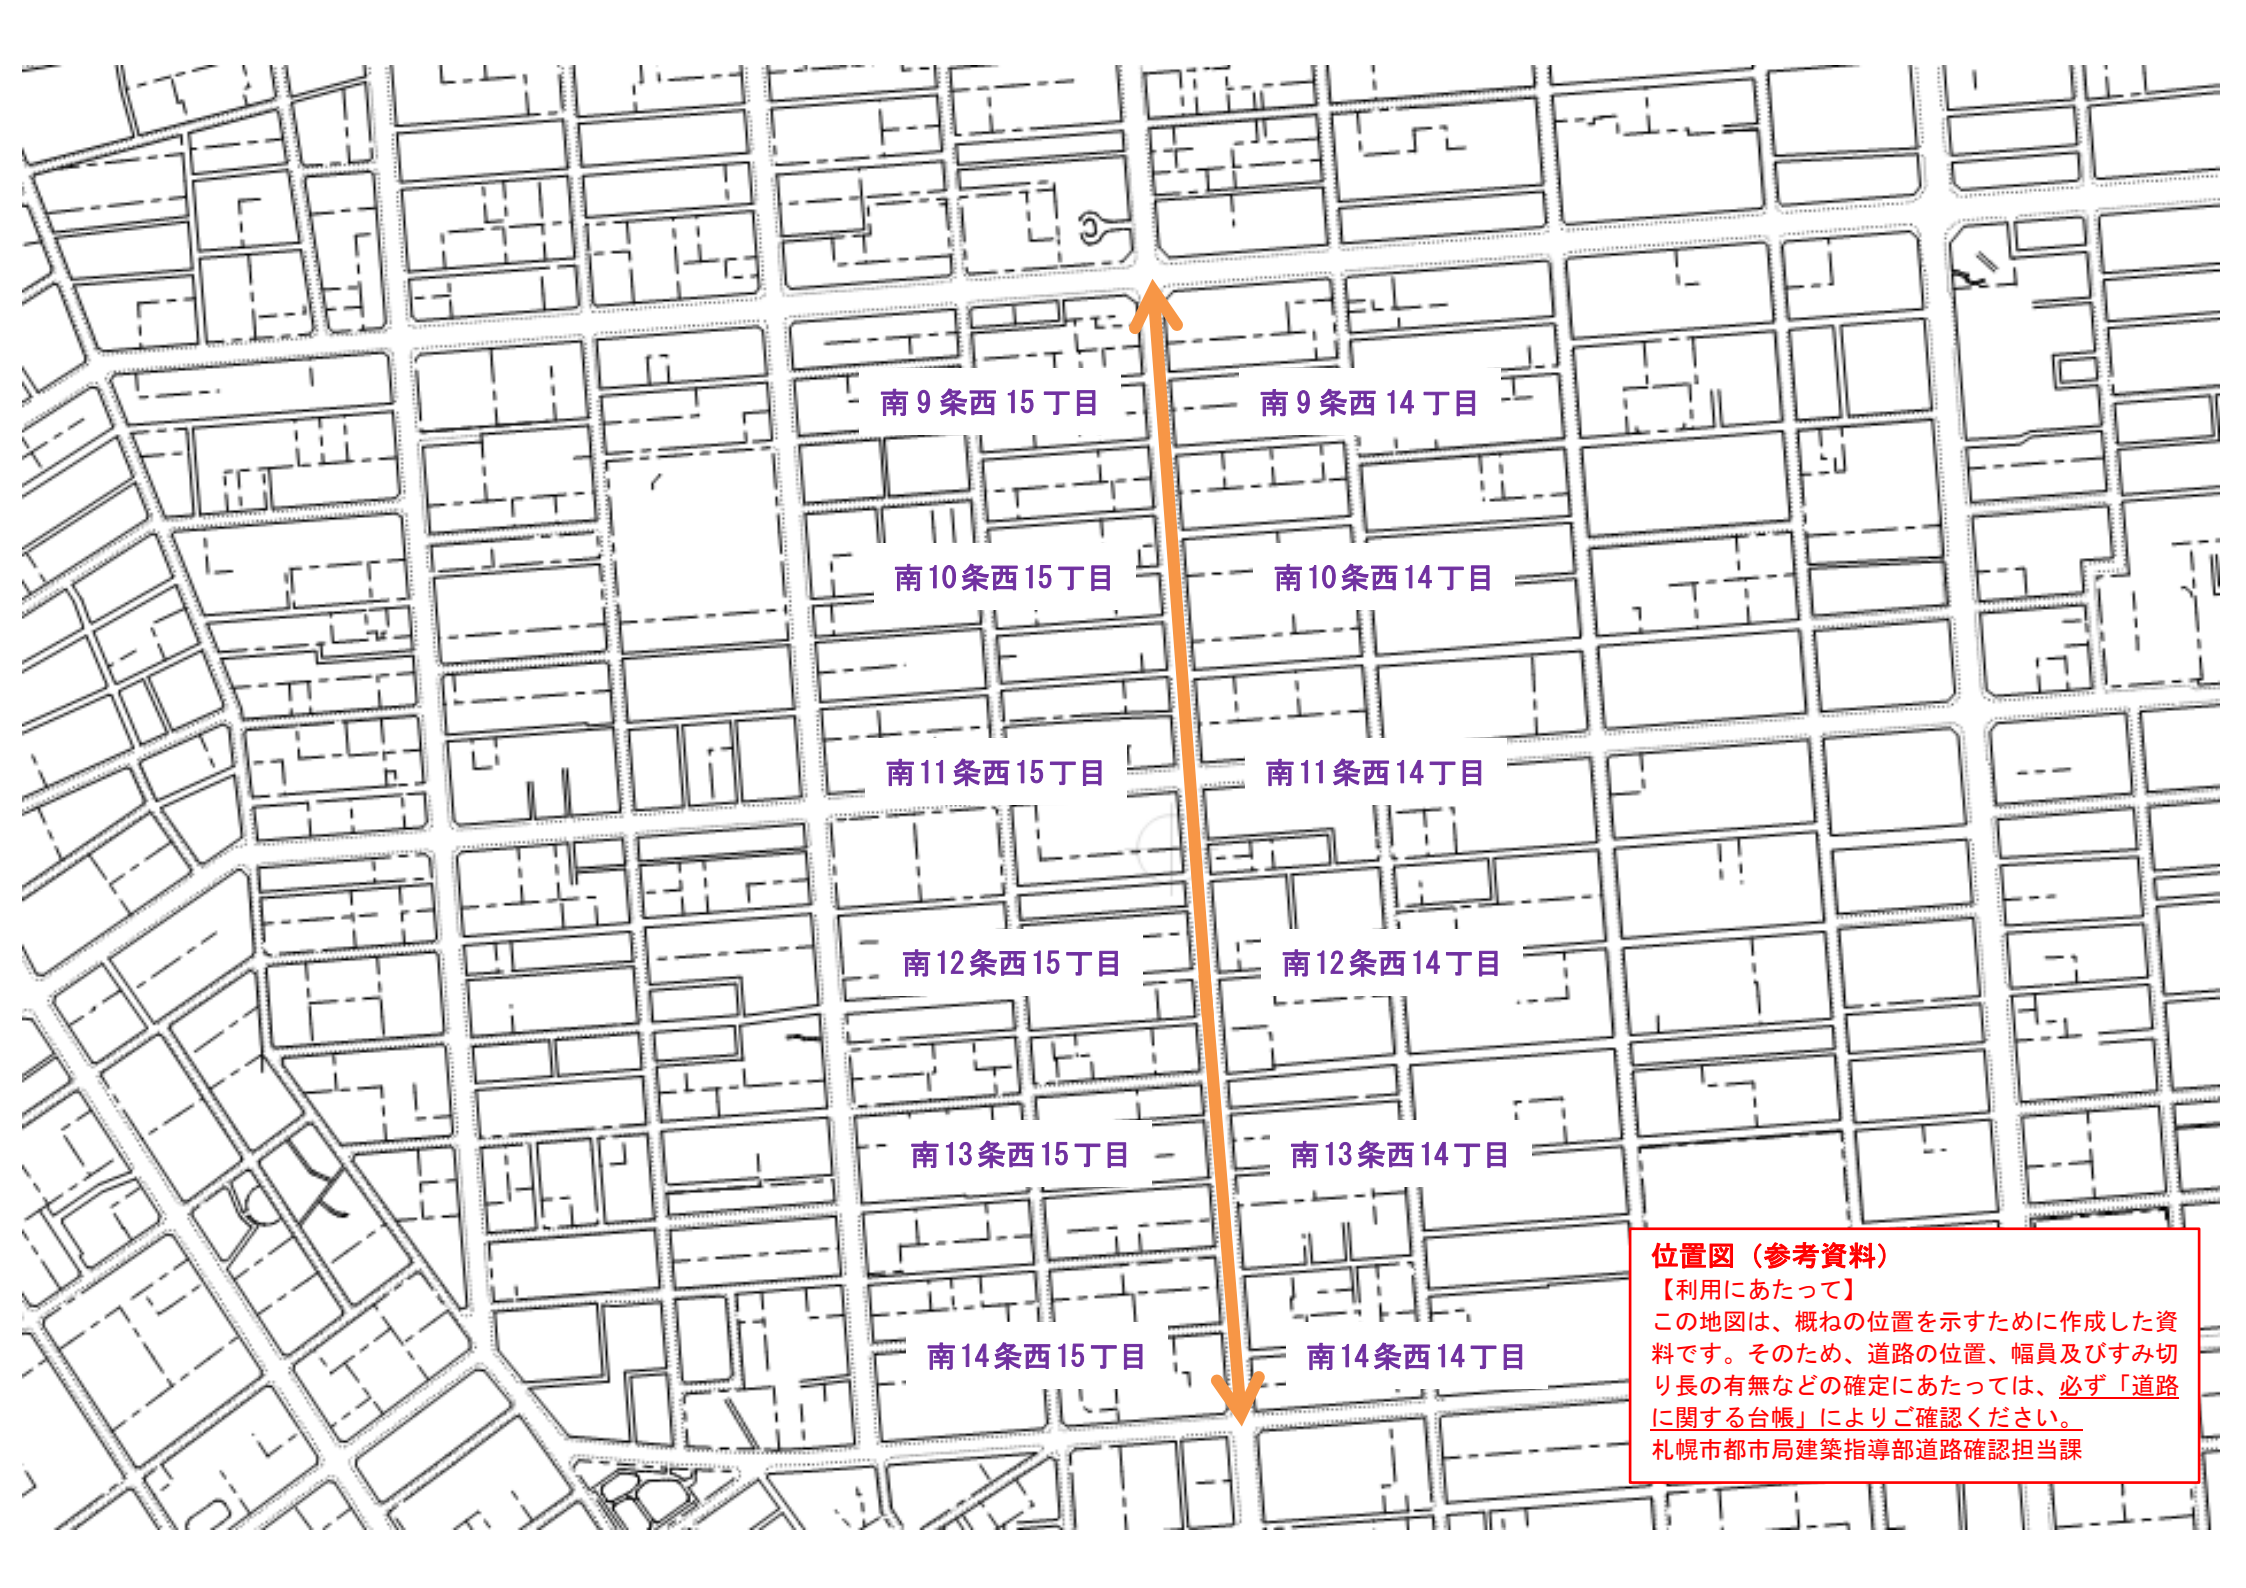 南9条西15丁目
南9条西14丁目
南10条西15丁目
南10条西14丁目
南11条西15丁目
南11条西14丁目
南12条西15丁目
南12条西14丁目
南13条西15丁目
南13条西14丁目
南14条西15丁目
南14条西14丁目
位置図（参考資料）
【利用にあたって】
この地図は、概ねの位置を示すために作成した資
料です。そのため、道路の位置、幅員及びすみ切
り長の有無などの確定にあたっては、必ず「道路
に関する台帳」によりご確認ください。
札幌市都市局建築指導部道路確認担当課